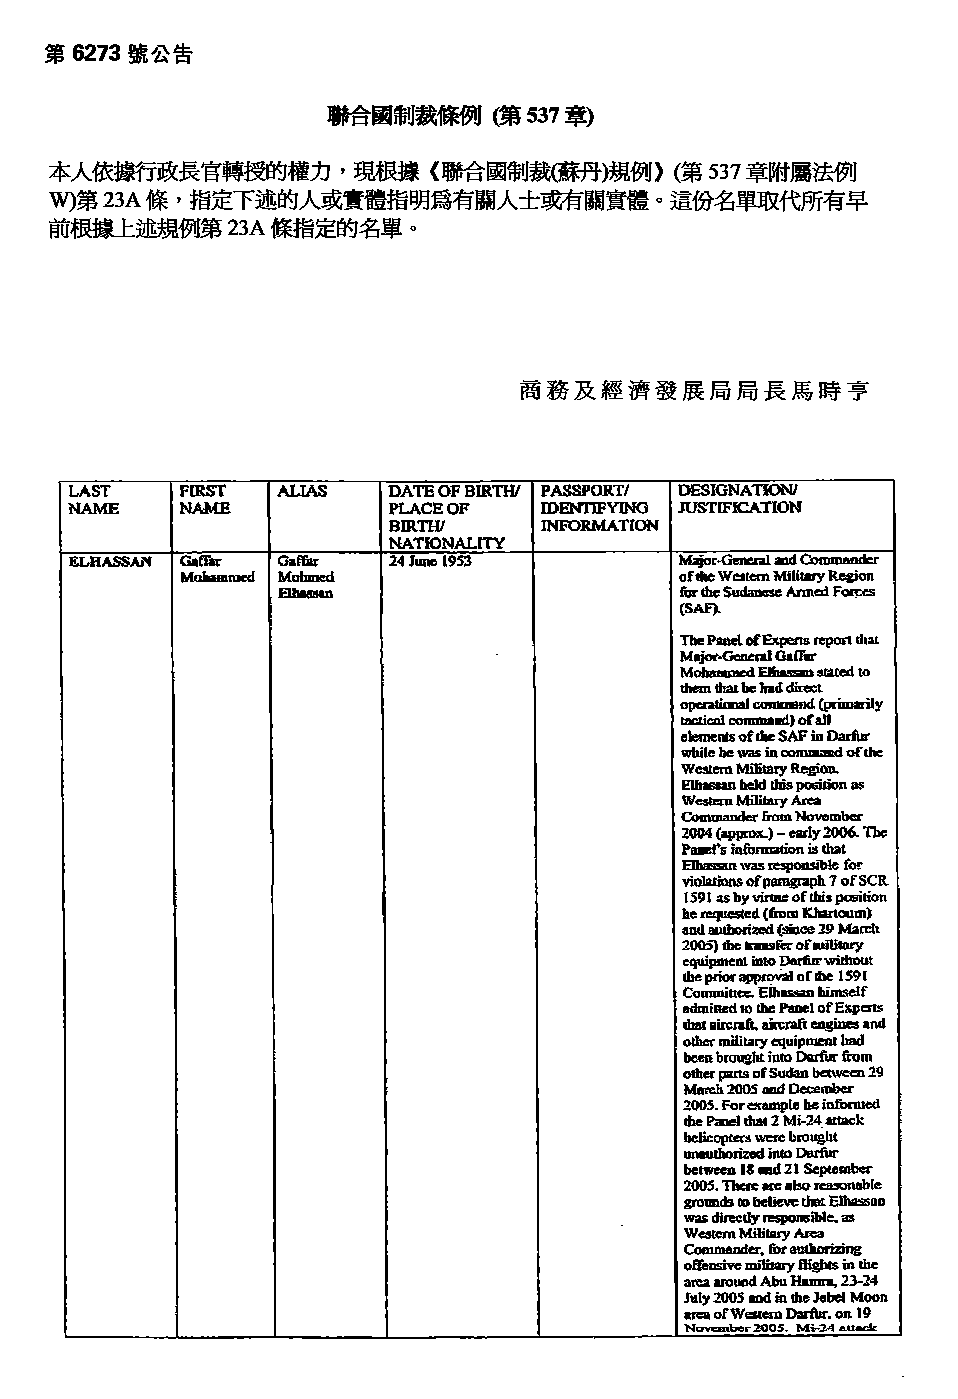 第 6273 號公告
聯合國制裁條例 (第 537 章)
本人依據行政長官轉授的權力，現根據《聯合國制裁(蘇丹)規例》(第 537 章附屬法例
W)第 23A 條，指定下述的人或實體指明爲有關人士或有關實體。這份名單取代所有早
前根據上述規例第 23A 條指定的名單。
商務及經濟發展局局長馬時亨
LAST
NAME
FIRST
NAME
ALIAS
DATE OF BIRTH/
PLACE OF
BIRTH/
NATIONALITY
PASSPORT/
IDENTIFYING
INFORMATION
DESIGNATION/
JUSTIFICATION
ELHASSAN
Gaffar
Mohammed
Gaffar
Mohmed
Elhassan
24 June 1953
Major-General and Commander
of the Western Military Region
for the Sudanese Armed Forces
(SAF).
The Panel of Experts report that
Major-General Gaffar
Mohammed Elhassan stated to
them that he had direct
operational command (primarily
tactical command) of all
elements of the SAF in Darfur
while he was in command of the
Western Military Region.
Elhassan held this position as
Western Military Area
Commander from November
2004 (approx.) – early 2006. The
Panel's information is that
Elhassan was responsible for
violations of paragraph 7 of SCR
1591 as by virtue of this position
he requested (from Khartoum)
and authorized (since 29 March
2005) the transfer of military
equipment into Darfur without
the prior approval of the 1591
Committee. Elhassan himself
admitted to the Panel of Experts
that aircraft, aircraft engines and
other military equipment had
been brought into Darfur from
other parts of Sudan between 29
March 2005 and December
2005. For example he informed
the Panel that 2 Mi-24 attack
helicopters were brought
unauthorized into Darfur
between 18 and 21 September
2005. There are also reasonable
grounds to believe that Elhassan
was directly responsible, as
Western Military Area
Commander, for authorizing
offensive military flights in the
area around Abu Hamra, 23-24
July 2005 and in the Jebel Moon
area of Western Darfur, on 19
November 2005. Mi-24 attack